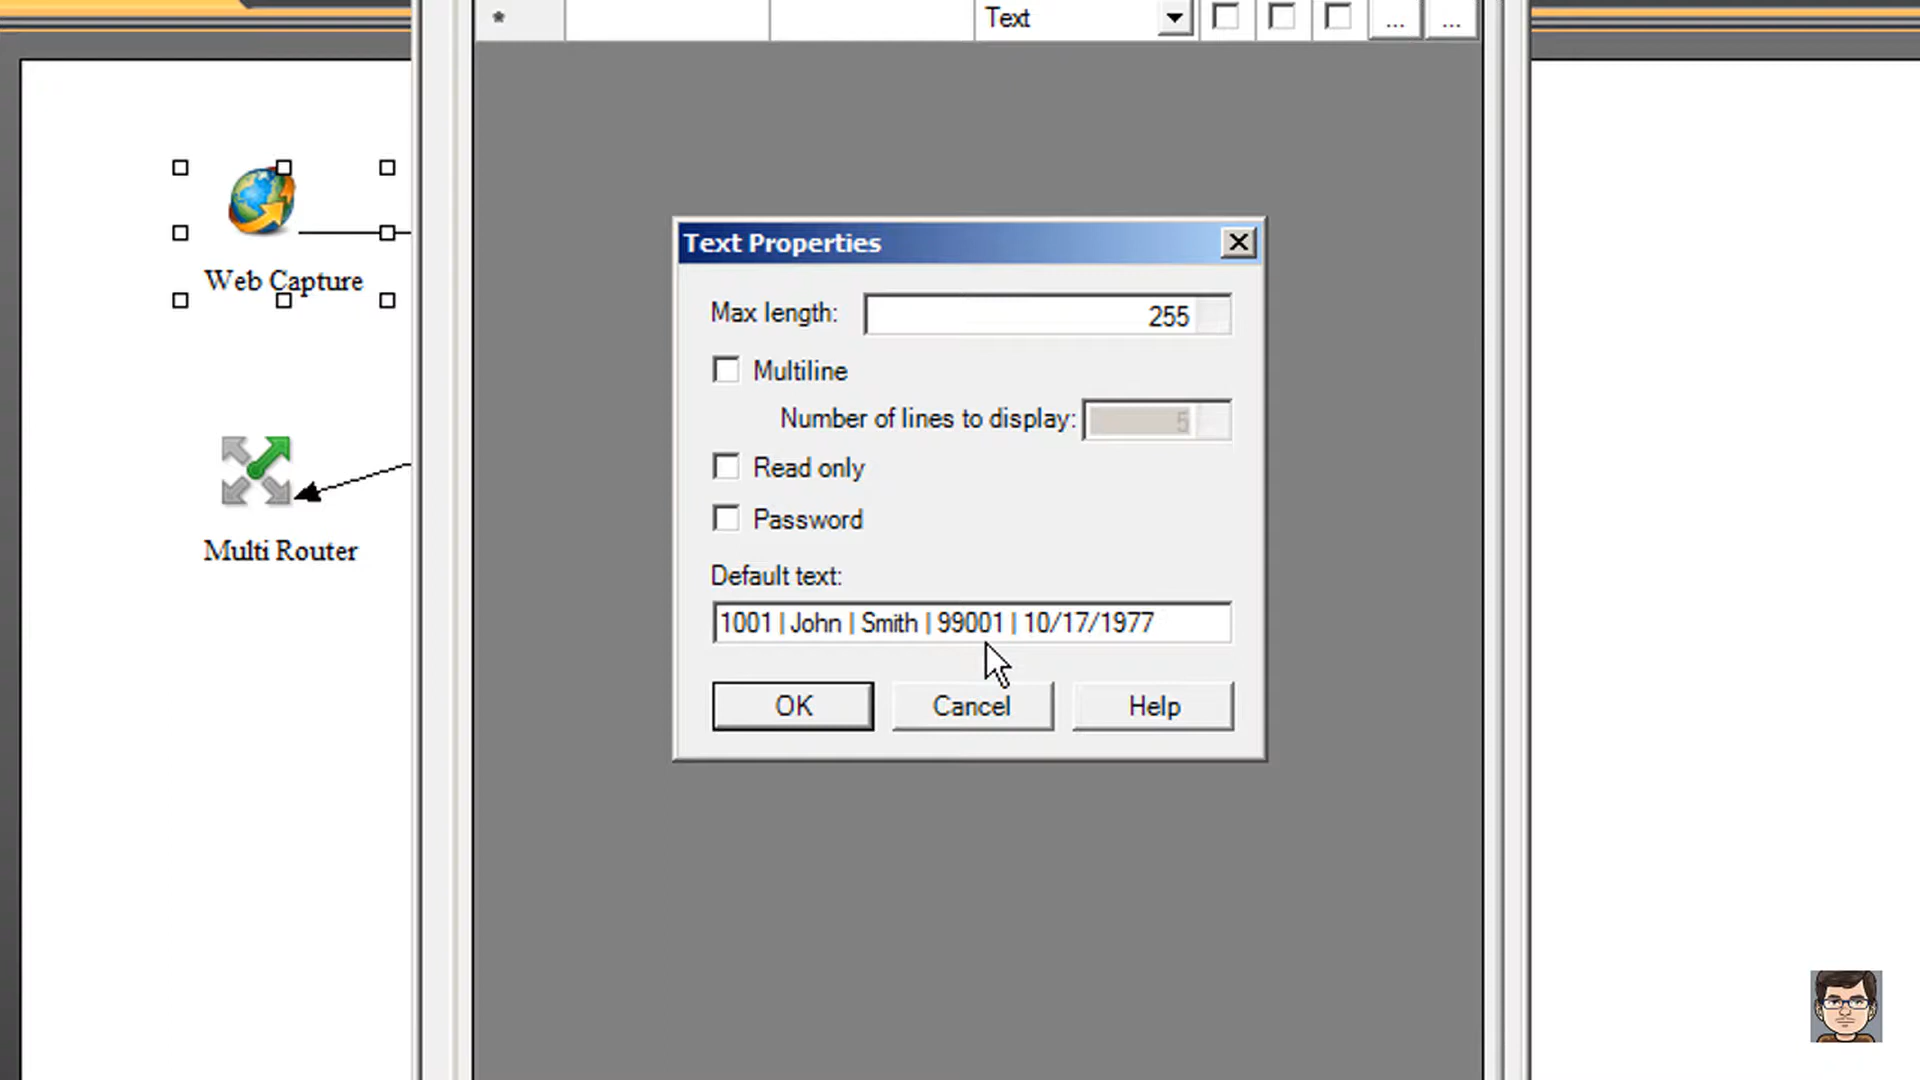 * Text ... ...
Web Capture
Multi Router
Text Properties
Max length: 255
Multiline
Number of lines to display: 5
Read only
Password
Default text:
1001 | John | Smith | 99001 | 10/17/1977
OK Cancel Help